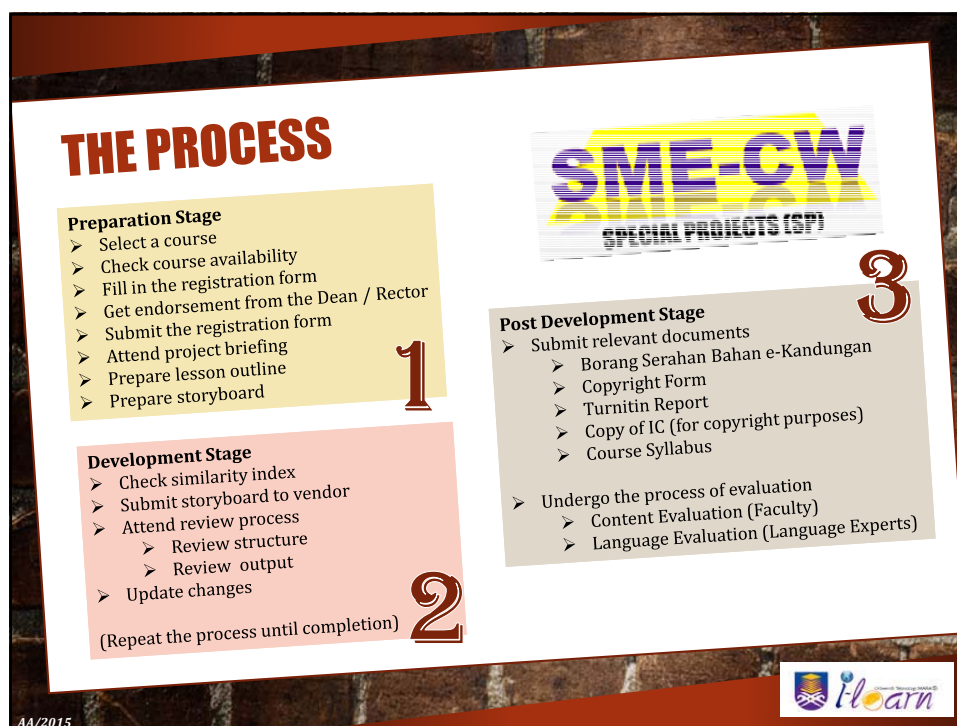 THE PROCESS
SME-CW
SPECIAL PROJECTS (SP)
Preparation Stage
➢ Select a course
➢ Check course availability
➢ Fill in the registration form
➢ Get endorsement from the Dean / Rector
➢ Submit the registration form
➢ Attend project briefing
➢ Prepare lesson outline
➢ Prepare storyboard
1
Development Stage
➢ Check similarity index
➢ Submit storyboard to vendor
➢ Attend review process
➢ Review structure
➢ Review output
➢ Update changes
(Repeat the process until completion)
2
3
Post Development Stage
➢ Submit relevant documents
➢ Borang Serahan Bahan e-Kandungan
➢ Copyright Form
➢ Turnitin Report
➢ Copy of IC (for copyright purposes)
➢ Course Syllabus
➢ Undergo the process of evaluation
➢ Content Evaluation (Faculty)
➢ Language Evaluation (Language Experts)
Universiti Teknologi MARA
i-learn
AA/2015